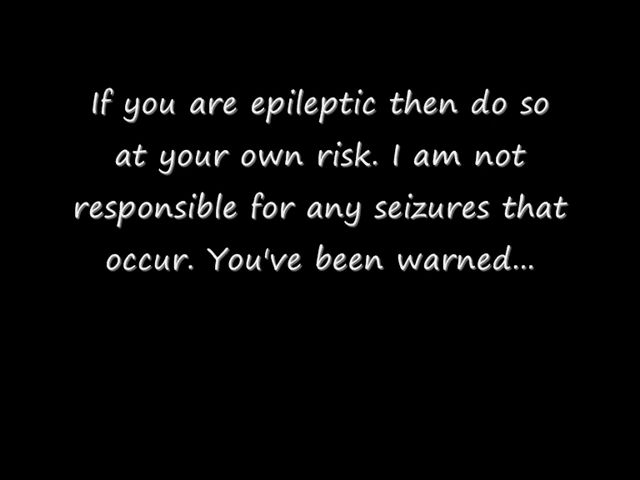 If you are epileptic then do so
at your own risk. I am not
responsible for any seizures that
occur. You've been warned...